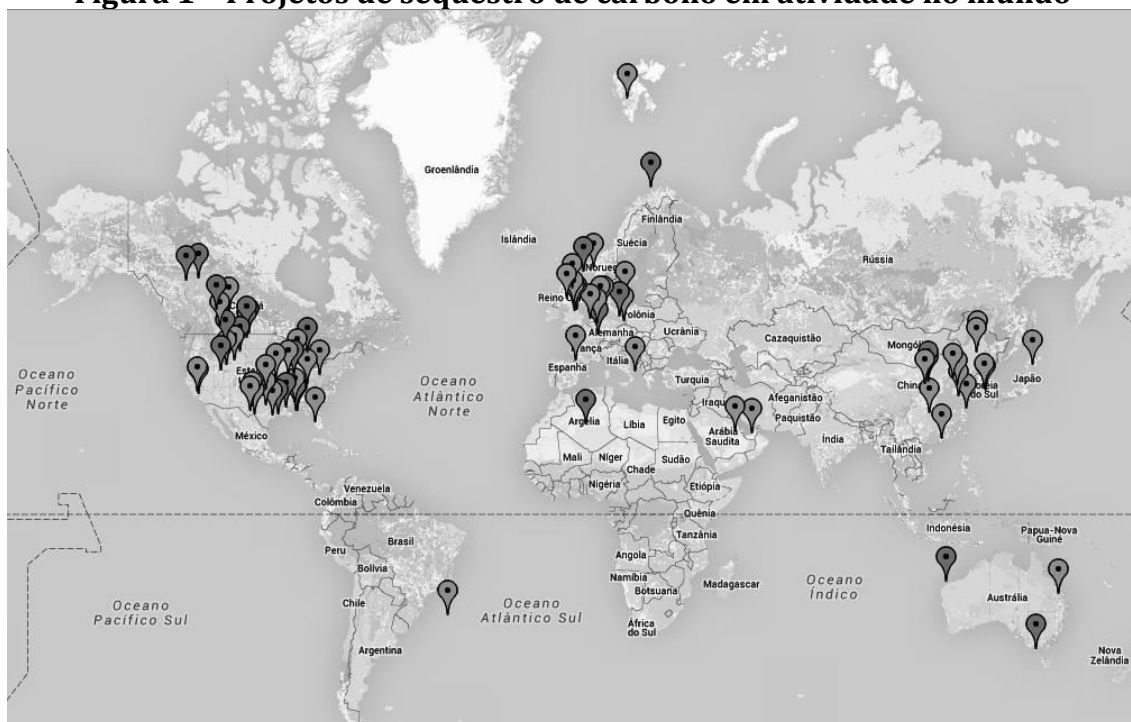 Figura 1 – Projetos de sequestro de carbono em atividade no mundo
Groenlândia
Islândia
Finlândia
Suécia
Rússia
Reino
Alemanha
Ucrânia
Cazaquistão
Itália
Espanha
Turquia
Japão
Oceano
Pacífico
Norte
Oceano
Atlântico
Norte
México
do Sul
Afeganistão
Paquistão
Argélia
Líbia
Egito
Arábia
Saudita
Índia
Mali
Níger
Chade
Sudão
Tailândia
Nigéria
Etiópia
Venezuela
Colômbia
Quênia
Tanzânia
Indonésia
Papua-Nova
Guiné
Peru
Brasil
Bolívia
Angola
Namíbia
Botsuana
Madagascar
Oceano
Índico
Austrália
Oceano
Pacífico Sul
Chile
Oceano
Atlântico Sul
África
do Sul
Argentina
Nova
Zelândia